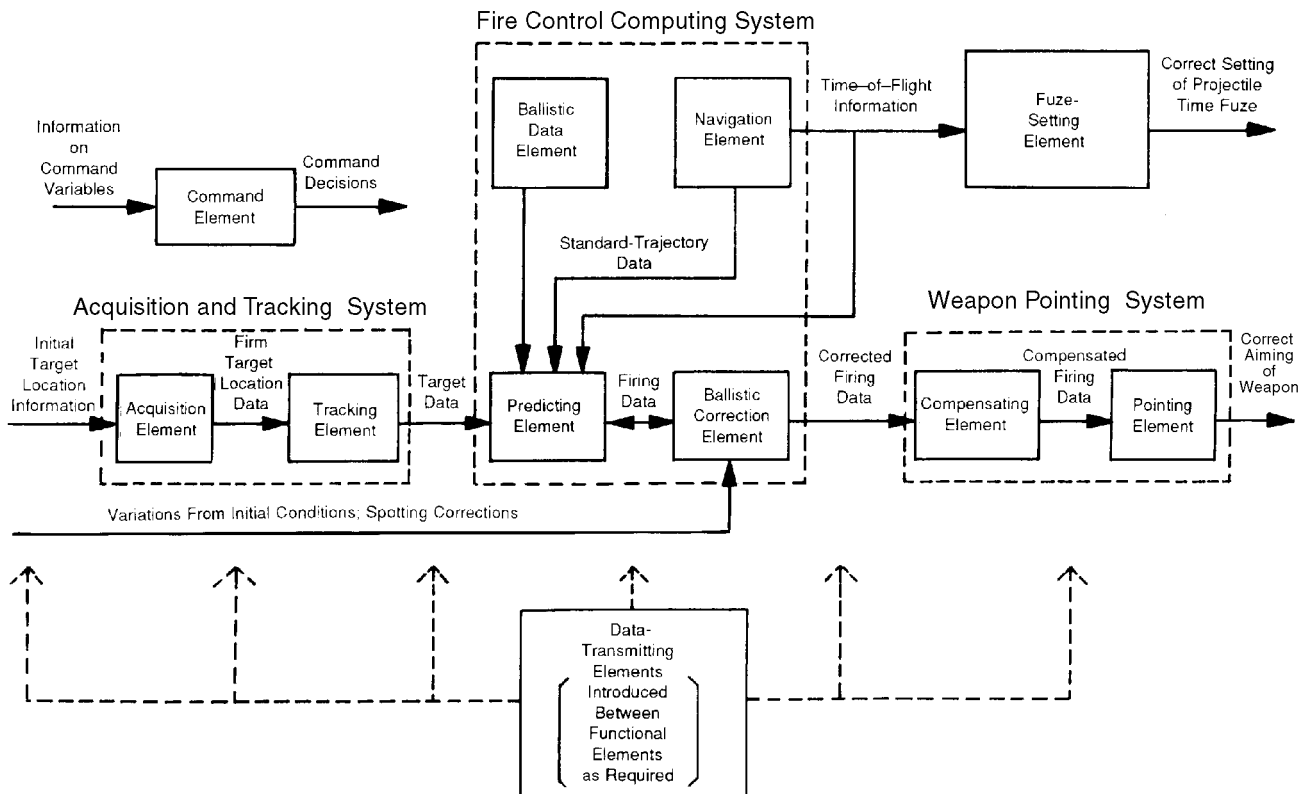 Fire Control Computing System
Ballistic
Data
Element
Navigation
Element
Time–of–Flight
Information
Fuze-
Setting
Element
Correct Setting
of Projectile
Time Fuze
Information
on
Command
Variables
Command
Element
Command
Decisions
Standard-Trajectory
Data
Acquisition and Tracking System
Initial
Target
Location
Information
Acquisition
Element
Firm
Target
Location
Data
Tracking
Element
Target
Data
Predicting
Element
Firing
Data
Ballistic
Correction
Element
Corrected
Firing
Data
Weapon Pointing System
Compensating
Element
Compensated
Firing
Data
Pointing
Element
Correct
Aiming
of
Weapon
Variations From Initial Conditions; Spotting Corrections
Data-
Transmitting
Elements
Introduced
Between
Functional
Elements
as Required